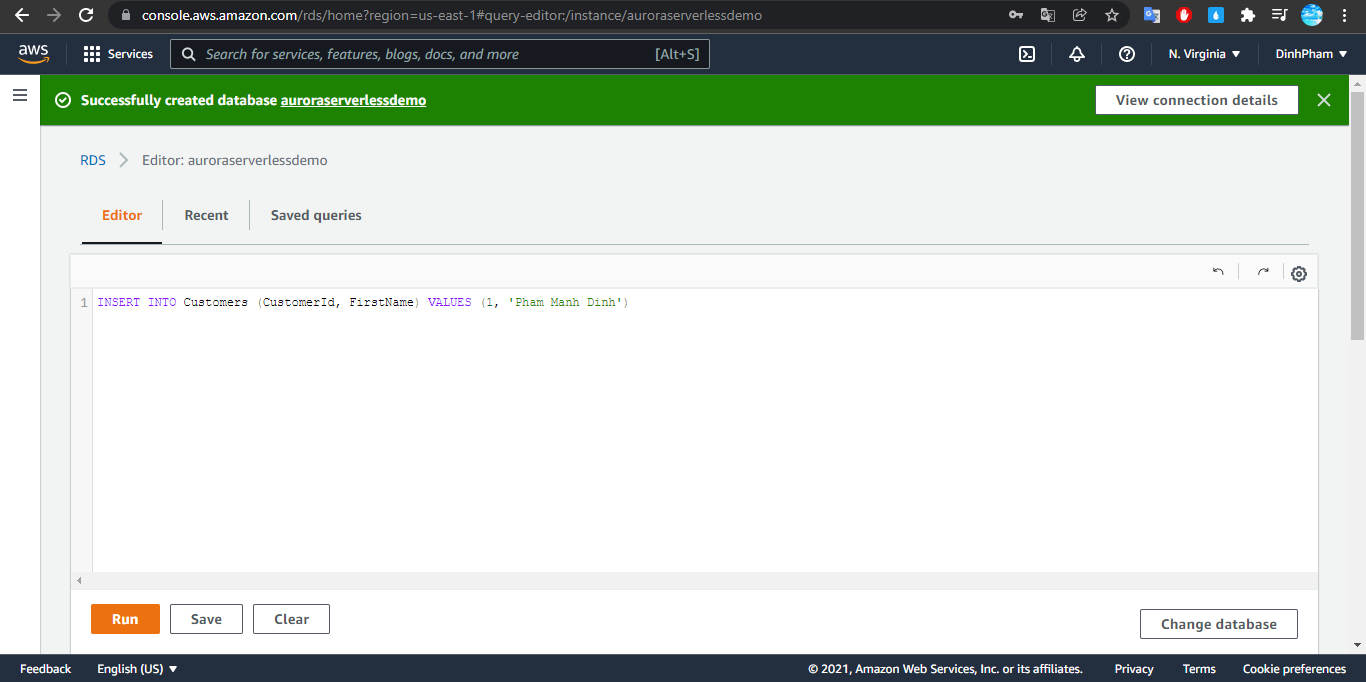 console.aws.amazon.com/rds/home?region=us-east-1#query-editor:/instance/auroraserverlessdemo
aws Services Search for services, features, blogs, docs, and more [Alt+S] N. Virginia ▼ DinhPham ▼
Successfully created database auroraserverlessdemo View connection details
RDS > Editor: auroraserverlessdemo
Editor Recent Saved queries
1 INSERT INTO Customers (CustomerId, FirstName) VALUES (1, 'Pham Manh Dinh')
Run Save Clear Change database
Feedback English (US) ▼ © 2021, Amazon Web Services, Inc. or its affiliates. Privacy Terms Cookie preferences